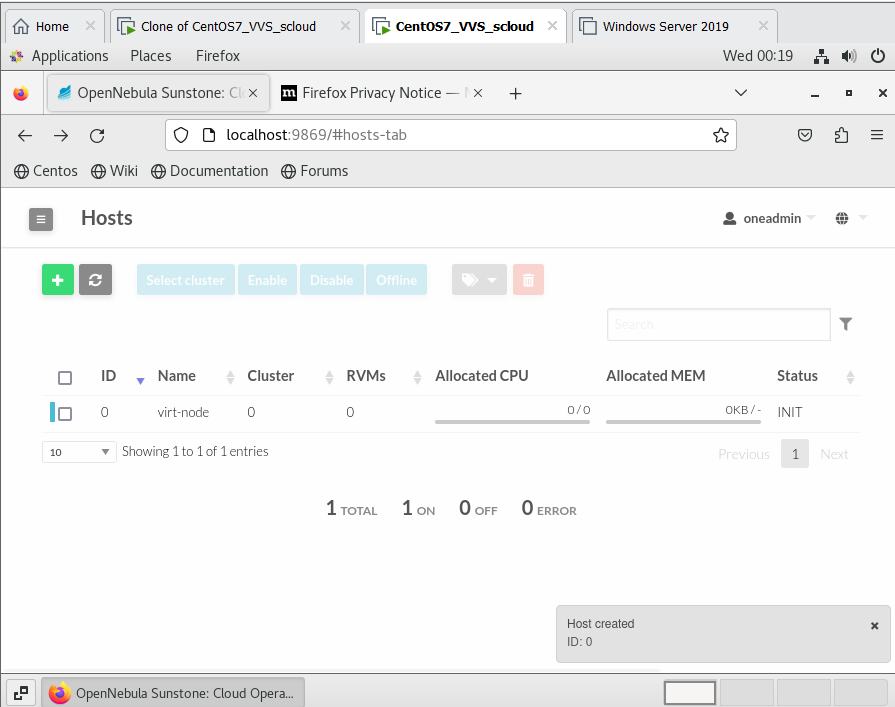 Home
Clone of CentOS7_VVS_scloud
CentOS7_VVS_scloud
Windows Server 2019
Applications Places Firefox Wed 00:19
OpenNebula Sunstone: Cl
Firefox Privacy Notice —
localhost:9869/#hosts-tab
Centos Wiki Documentation Forums
Hosts oneadmin
Select cluster Enable Disable Offline
Search
ID Name Cluster RVMs Allocated CPU Allocated MEM Status
0 virt-node 0 0 0 / 0 0KB / - INIT
10 Showing 1 to 1 of 1 entries Previous 1 Next
1 TOTAL 1 ON 0 OFF 0 ERROR
Host created
ID: 0
OpenNebula Sunstone: Cloud Opera...